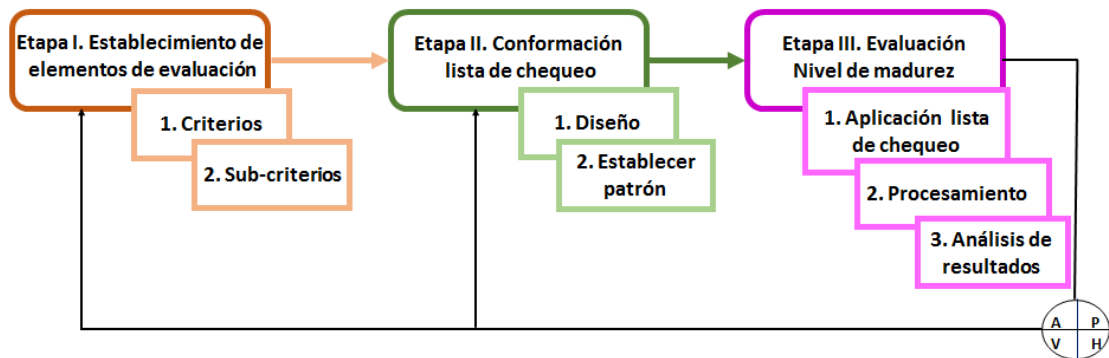 Etapa I. Establecimiento de
elementos de evaluación
1. Criterios
2. Sub-criterios
Etapa II. Conformación
lista de chequeo
1. Diseño
2. Establecer
patrón
Etapa III. Evaluación
Nivel de madurez
1. Aplicación lista
de chequeo
2. Procesamiento
3. Análisis de
resultados
A P
V H